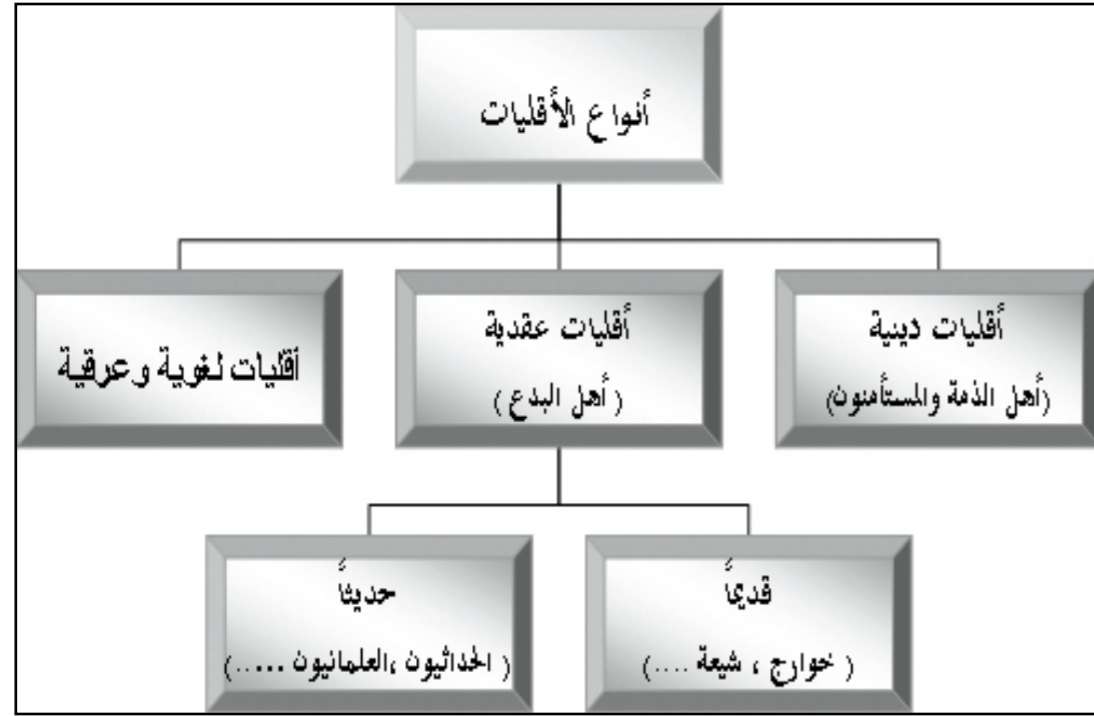 أنواع الأقليات
أقليات دينية
(أهل الذمة والمستأمنون)
أقليات عقدية
( أهل البدع )
أقليات لغوية وعرقية
قديماً
( خوارج ، شيعة ....)
حديثاً
( الحداثيون ،العلمانيون .....)